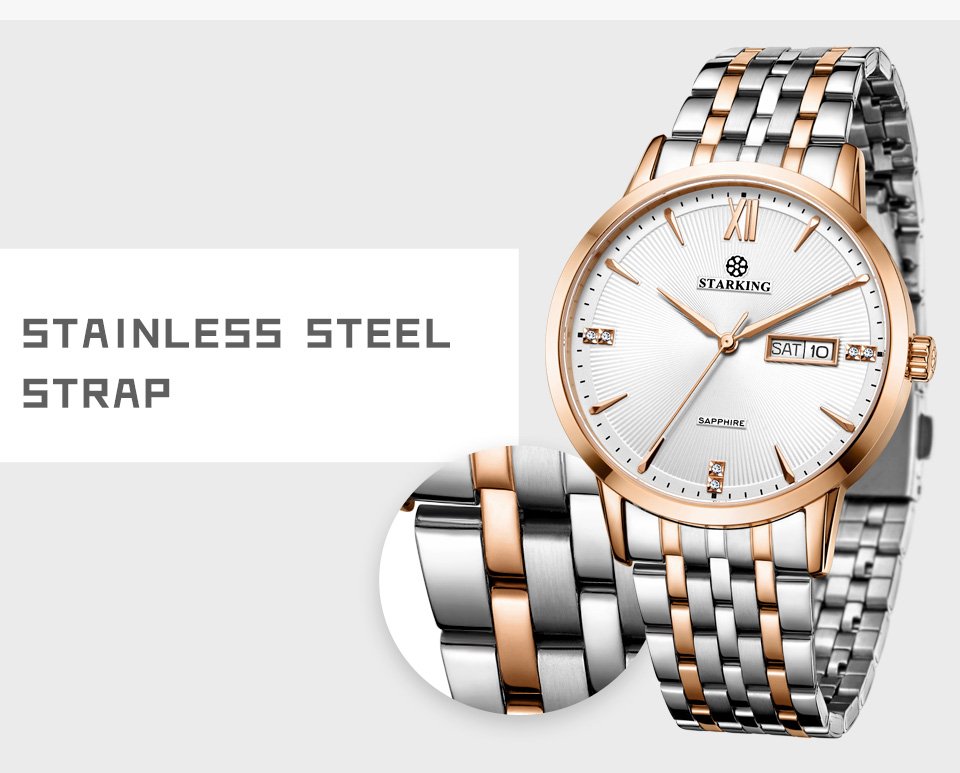 STAINLESS STEEL
STRAP
XII
STARKING
SAT 10
SAPPHIRE